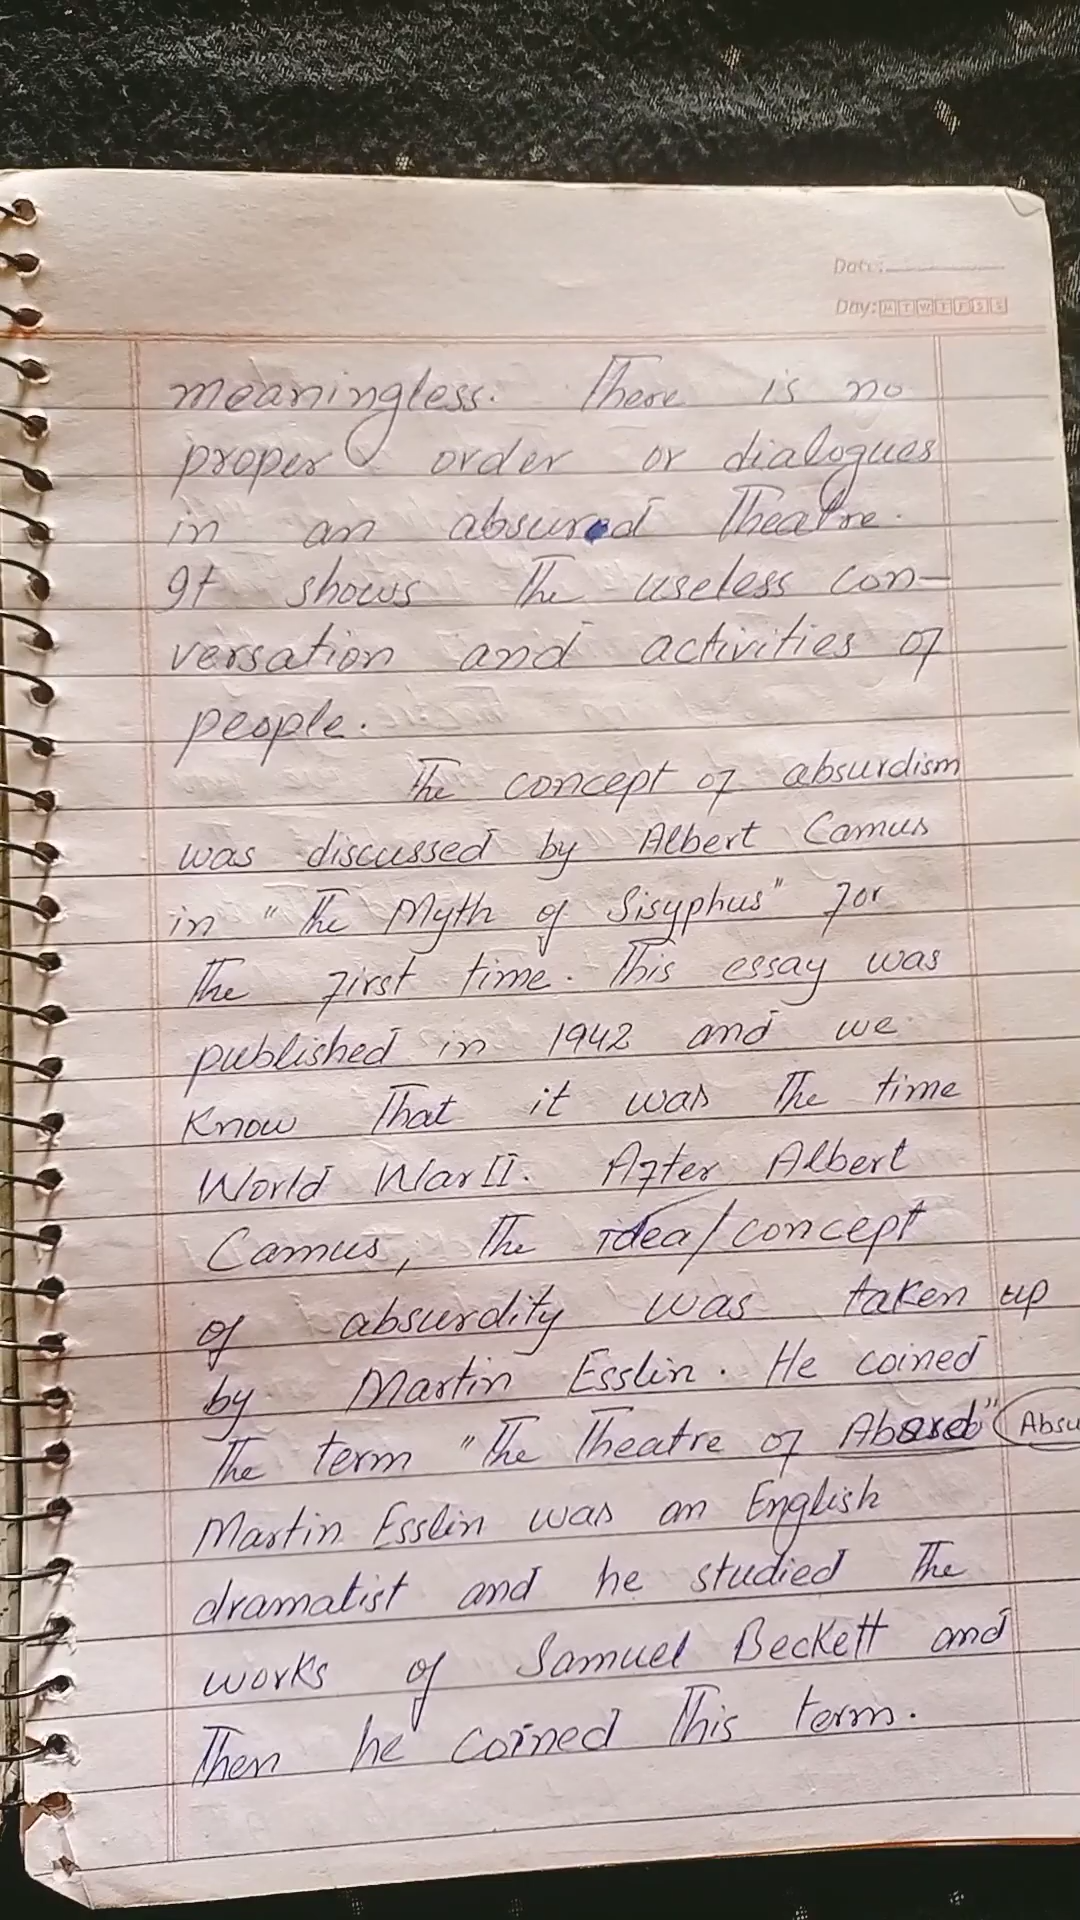 Date:
Day: M T W T F S S
meaningless. There is no
proper order or dialogues
in an absured Theatre.
It shows the useless con-
versation and activities of
people.
The concept of absurdism
was discussed by Albert Camus
in "The Myth of Sisyphus" for
the first time. This essay was
published in 1942 and we
know that it was the time
World War II. After Albert
Camus, the idea/concept
of absurdity was taken up
by Martin Esslin. He coined
the term "The Theatre of Absred" Absu
Martin Esslin was an English
dramatist and he studied the
works of Samuel Beckett and
then he coined this term.